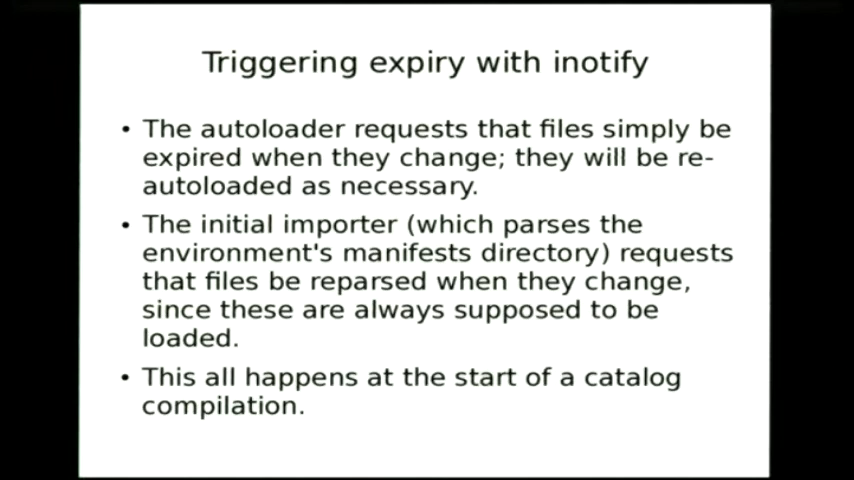 Triggering expiry with inotify
• The autoloader requests that files simply be
expired when they change; they will be re-
autoloaded as necessary.
• The initial importer (which parses the
environment's manifests directory) requests
that files be reparsed when they change,
since these are always supposed to be
loaded.
• This all happens at the start of a catalog
compilation.